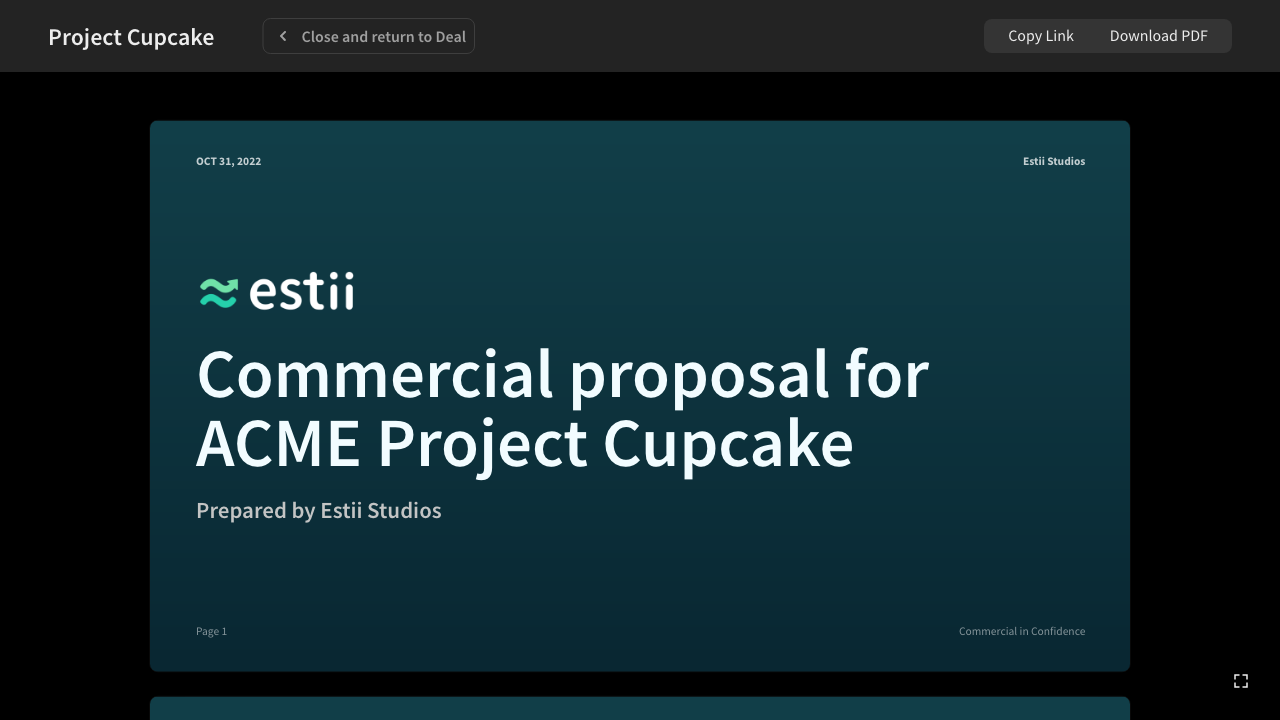 Project Cupcake
Close and return to Deal
Copy Link
Download PDF
OCT 31, 2022
Estii Studios
estii
Commercial proposal for
ACME Project Cupcake
Prepared by Estii Studios
Page 1
Commercial in Confidence